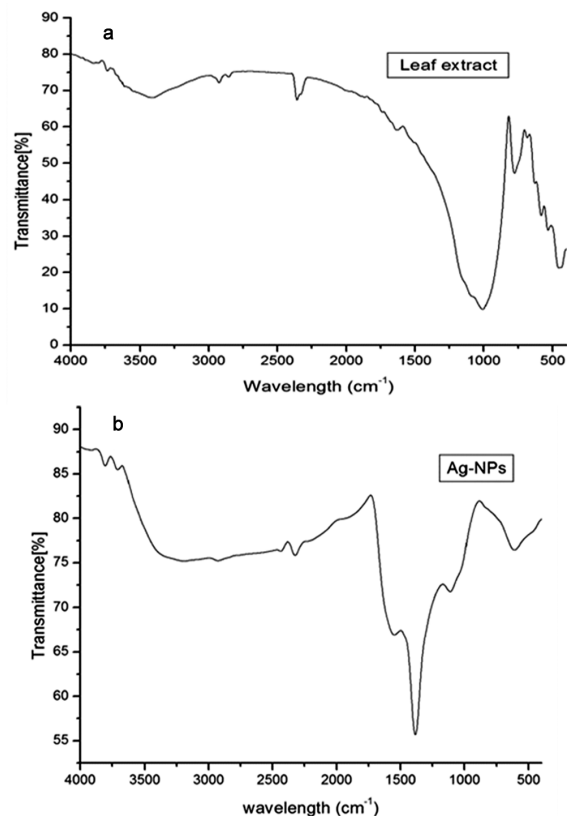 a
Leaf extract
90
80
70
60
50
40
30
20
10
0
Transmittance[%]
4000 3500 3000 2500 2000 1500 1000 500
Wavelength (cm⁻¹)
b
Ag-NPs
90
85
80
75
70
65
60
55
Transmittance[%]
4000 3500 3000 2500 2000 1500 1000 500
wavelength (cm⁻¹)